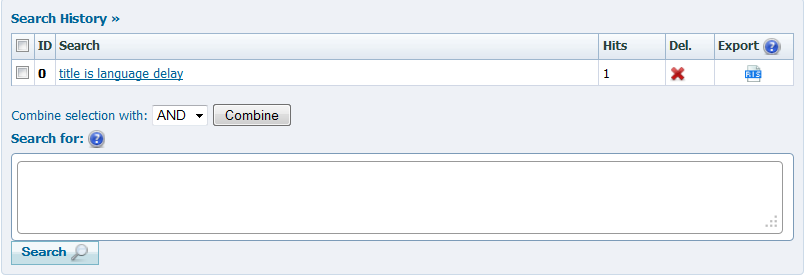 Search History »
ID Search Hits Del. Export ?
0 title is language delay 1 RIS
Combine selection with: AND Combine
Search for: ?
Search